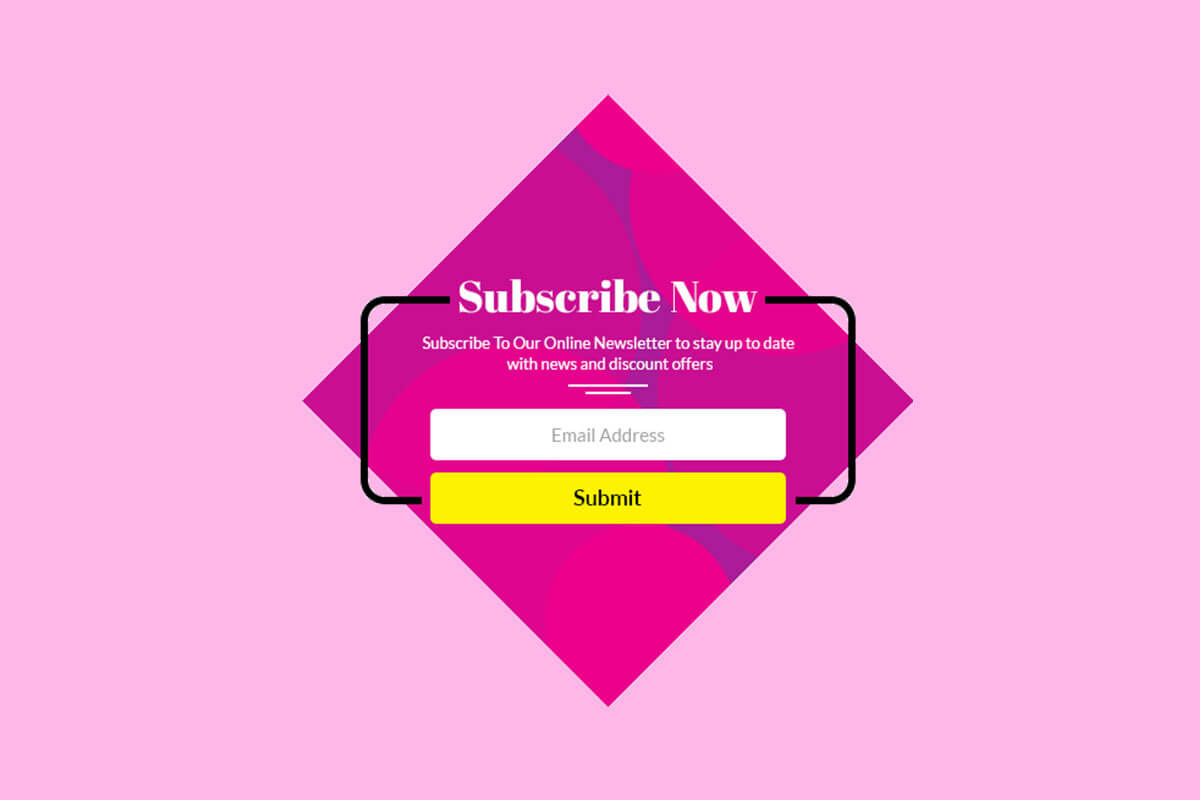 Subscribe Now
Subscribe To Our Online Newsletter to stay up to date
with news and discount offers
Email Address
Submit